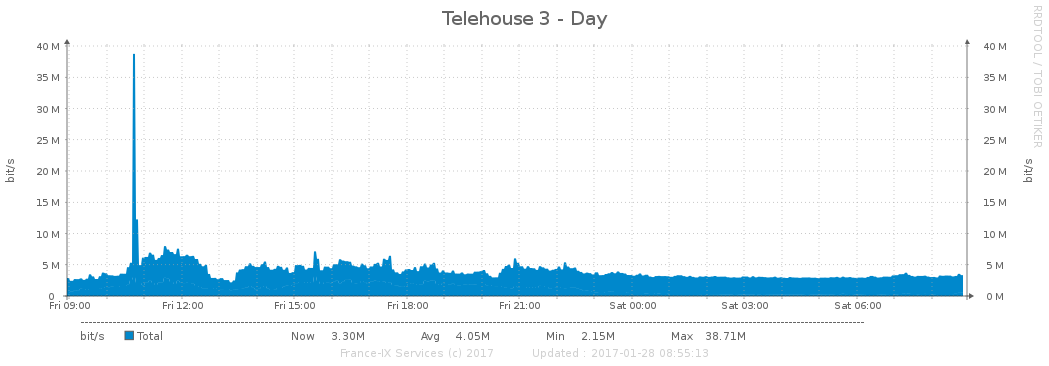 Telehouse 3 - Day
RRDTOOL / TOBI OETIKER
40 M 40 M
35 M 35 M
30 M 30 M
25 M 25 M
20 M 20 M
15 M 15 M
10 M 10 M
5 M 5 M
0 0 M
bit/s
bit/s
Fri 09:00 Fri 12:00 Fri 15:00 Fri 18:00 Fri 21:00 Sat 00:00 Sat 03:00 Sat 06:00
bit/s Total Now 3.30M Avg 4.05M Min 2.15M Max 38.71M
France-IX Services (c) 2017 Updated : 2017-01-28 08:55:13